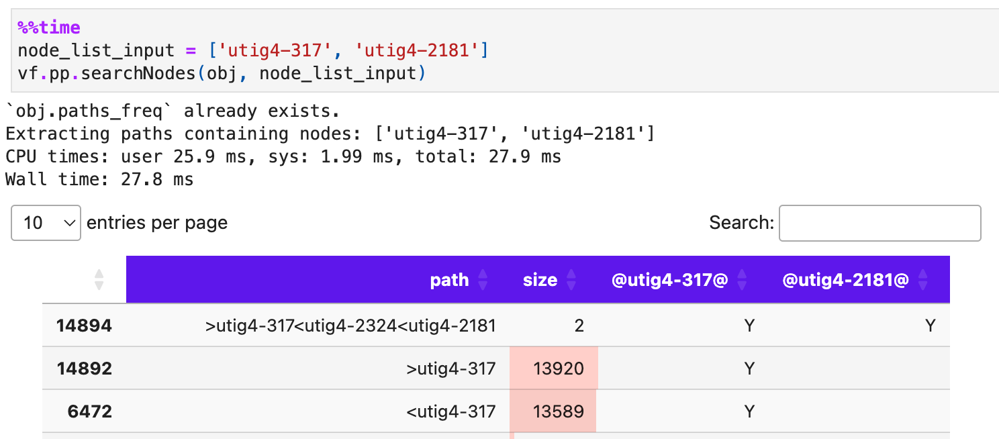 %%time
node_list_input = ['utig4-317', 'utig4-2181']
vf.pp.searchNodes(obj, node_list_input)
`obj.paths_freq` already exists.
Extracting paths containing nodes: ['utig4-317', 'utig4-2181']
CPU times: user 25.9 ms, sys: 1.99 ms, total: 27.9 ms
Wall time: 27.8 ms
10 entries per page Search:
path size @utig4-317@ @utig4-2181@
14894 >utig4-317<utig4-2324<utig4-2181 2 Y Y
14892 >utig4-317 13920 Y
6472 <utig4-317 13589 Y